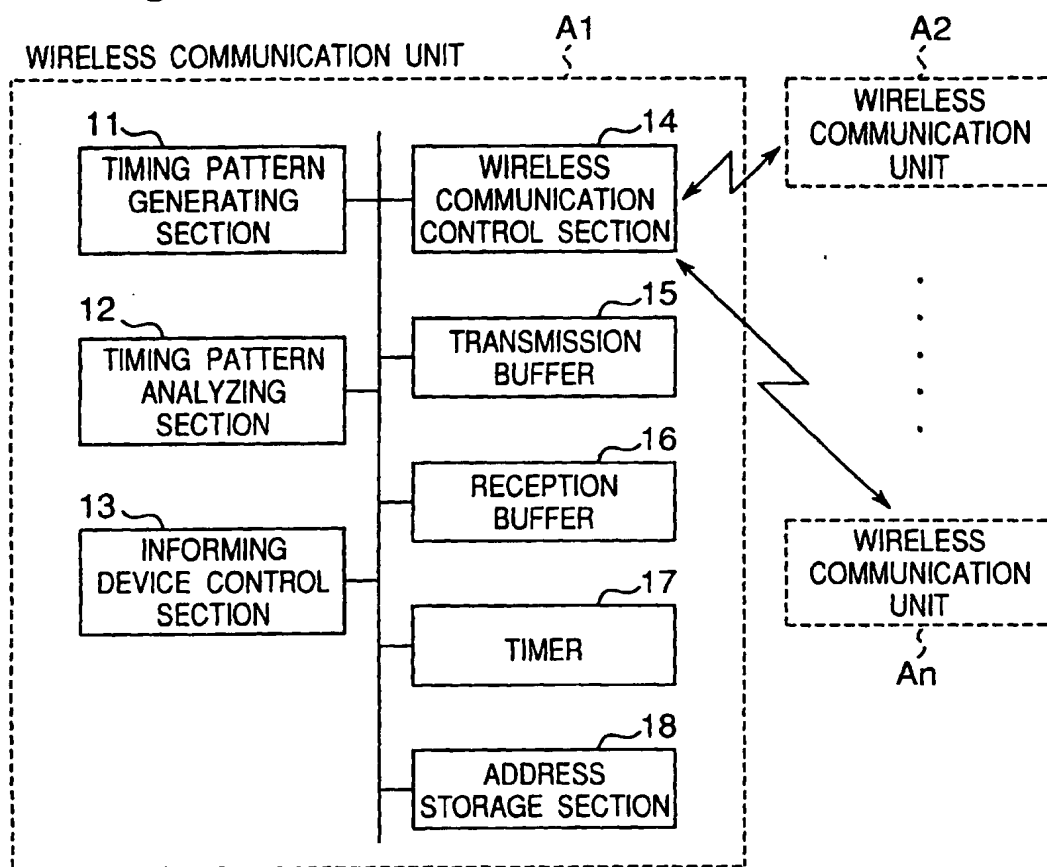 A1
A2
WIRELESS COMMUNICATION UNIT
11
TIMING PATTERN
GENERATING
SECTION
14
WIRELESS
COMMUNICATION
CONTROL SECTION
WIRELESS
COMMUNICATION
UNIT
12
TIMING PATTERN
ANALYZING
SECTION
15
TRANSMISSION
BUFFER
16
RECEPTION
BUFFER
13
INFORMING
DEVICE CONTROL
SECTION
WIRELESS
COMMUNICATION
UNIT
An
17
TIMER
18
ADDRESS
STORAGE SECTION